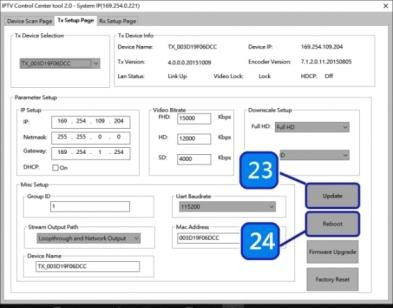 IPTV Control Center tool 2.0 - System IP(169.254.0.221)
Device Scan Page Tx Setup Page Rx Setup Page
Tx Device Selection
TX_003D19F06DCC
Tx Device Info
Device Name: TX_003D19F06DCC Device IP: 169.254.109.204
Tx Version: 4.0.0.0.20151009 Encoder Version: 7.1.2.0.11.20150805
Lan Status: Link Up Video Lock: Lock HDCP: Off
Parameter Setup
IP Setup
IP: 169 . 254 . 109 . 204
Netmask: 255 . 255 . 0 . 0
Gateway: 169 . 254 . 1 . 254
DHCP: On
Video Bitrate
FHD: 15000 Kbps
HD: 12000 Kbps
SD: 4000 Kbps
Downscale Setup
Full HD: Full HD
D
23
Misc Setup
Group ID
1
Uart Baudrate
115200
Stream Output Path
Loopthrough and Network Output
Mac Address
003D19F06DCC
Device Name
TX_003D19F06DCC
24
Update
Reboot
Firmware Upgrade
Factory Reset